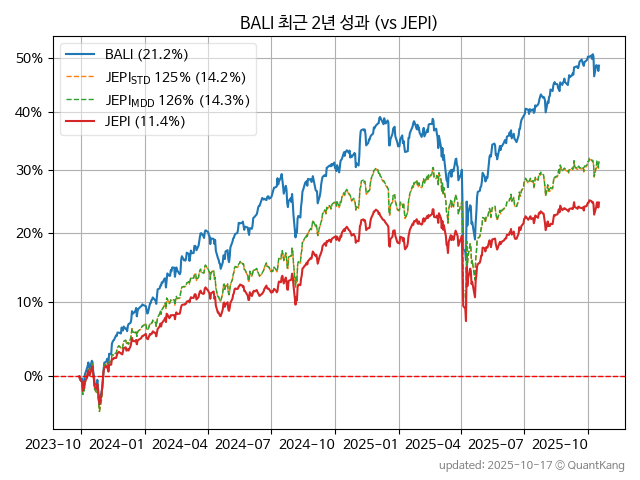 BALI 최근 2년 성과 (vs JEPI)
BALI (21.2%)
JEPI_STD 125% (14.2%)
JEPI_MDD 126% (14.3%)
JEPI (11.4%)
50%
40%
30%
20%
10%
0%
2023-10 2024-01 2024-04 2024-07 2024-10 2025-01 2025-04 2025-07 2025-10
updated: 2025-10-17 © QuantKang